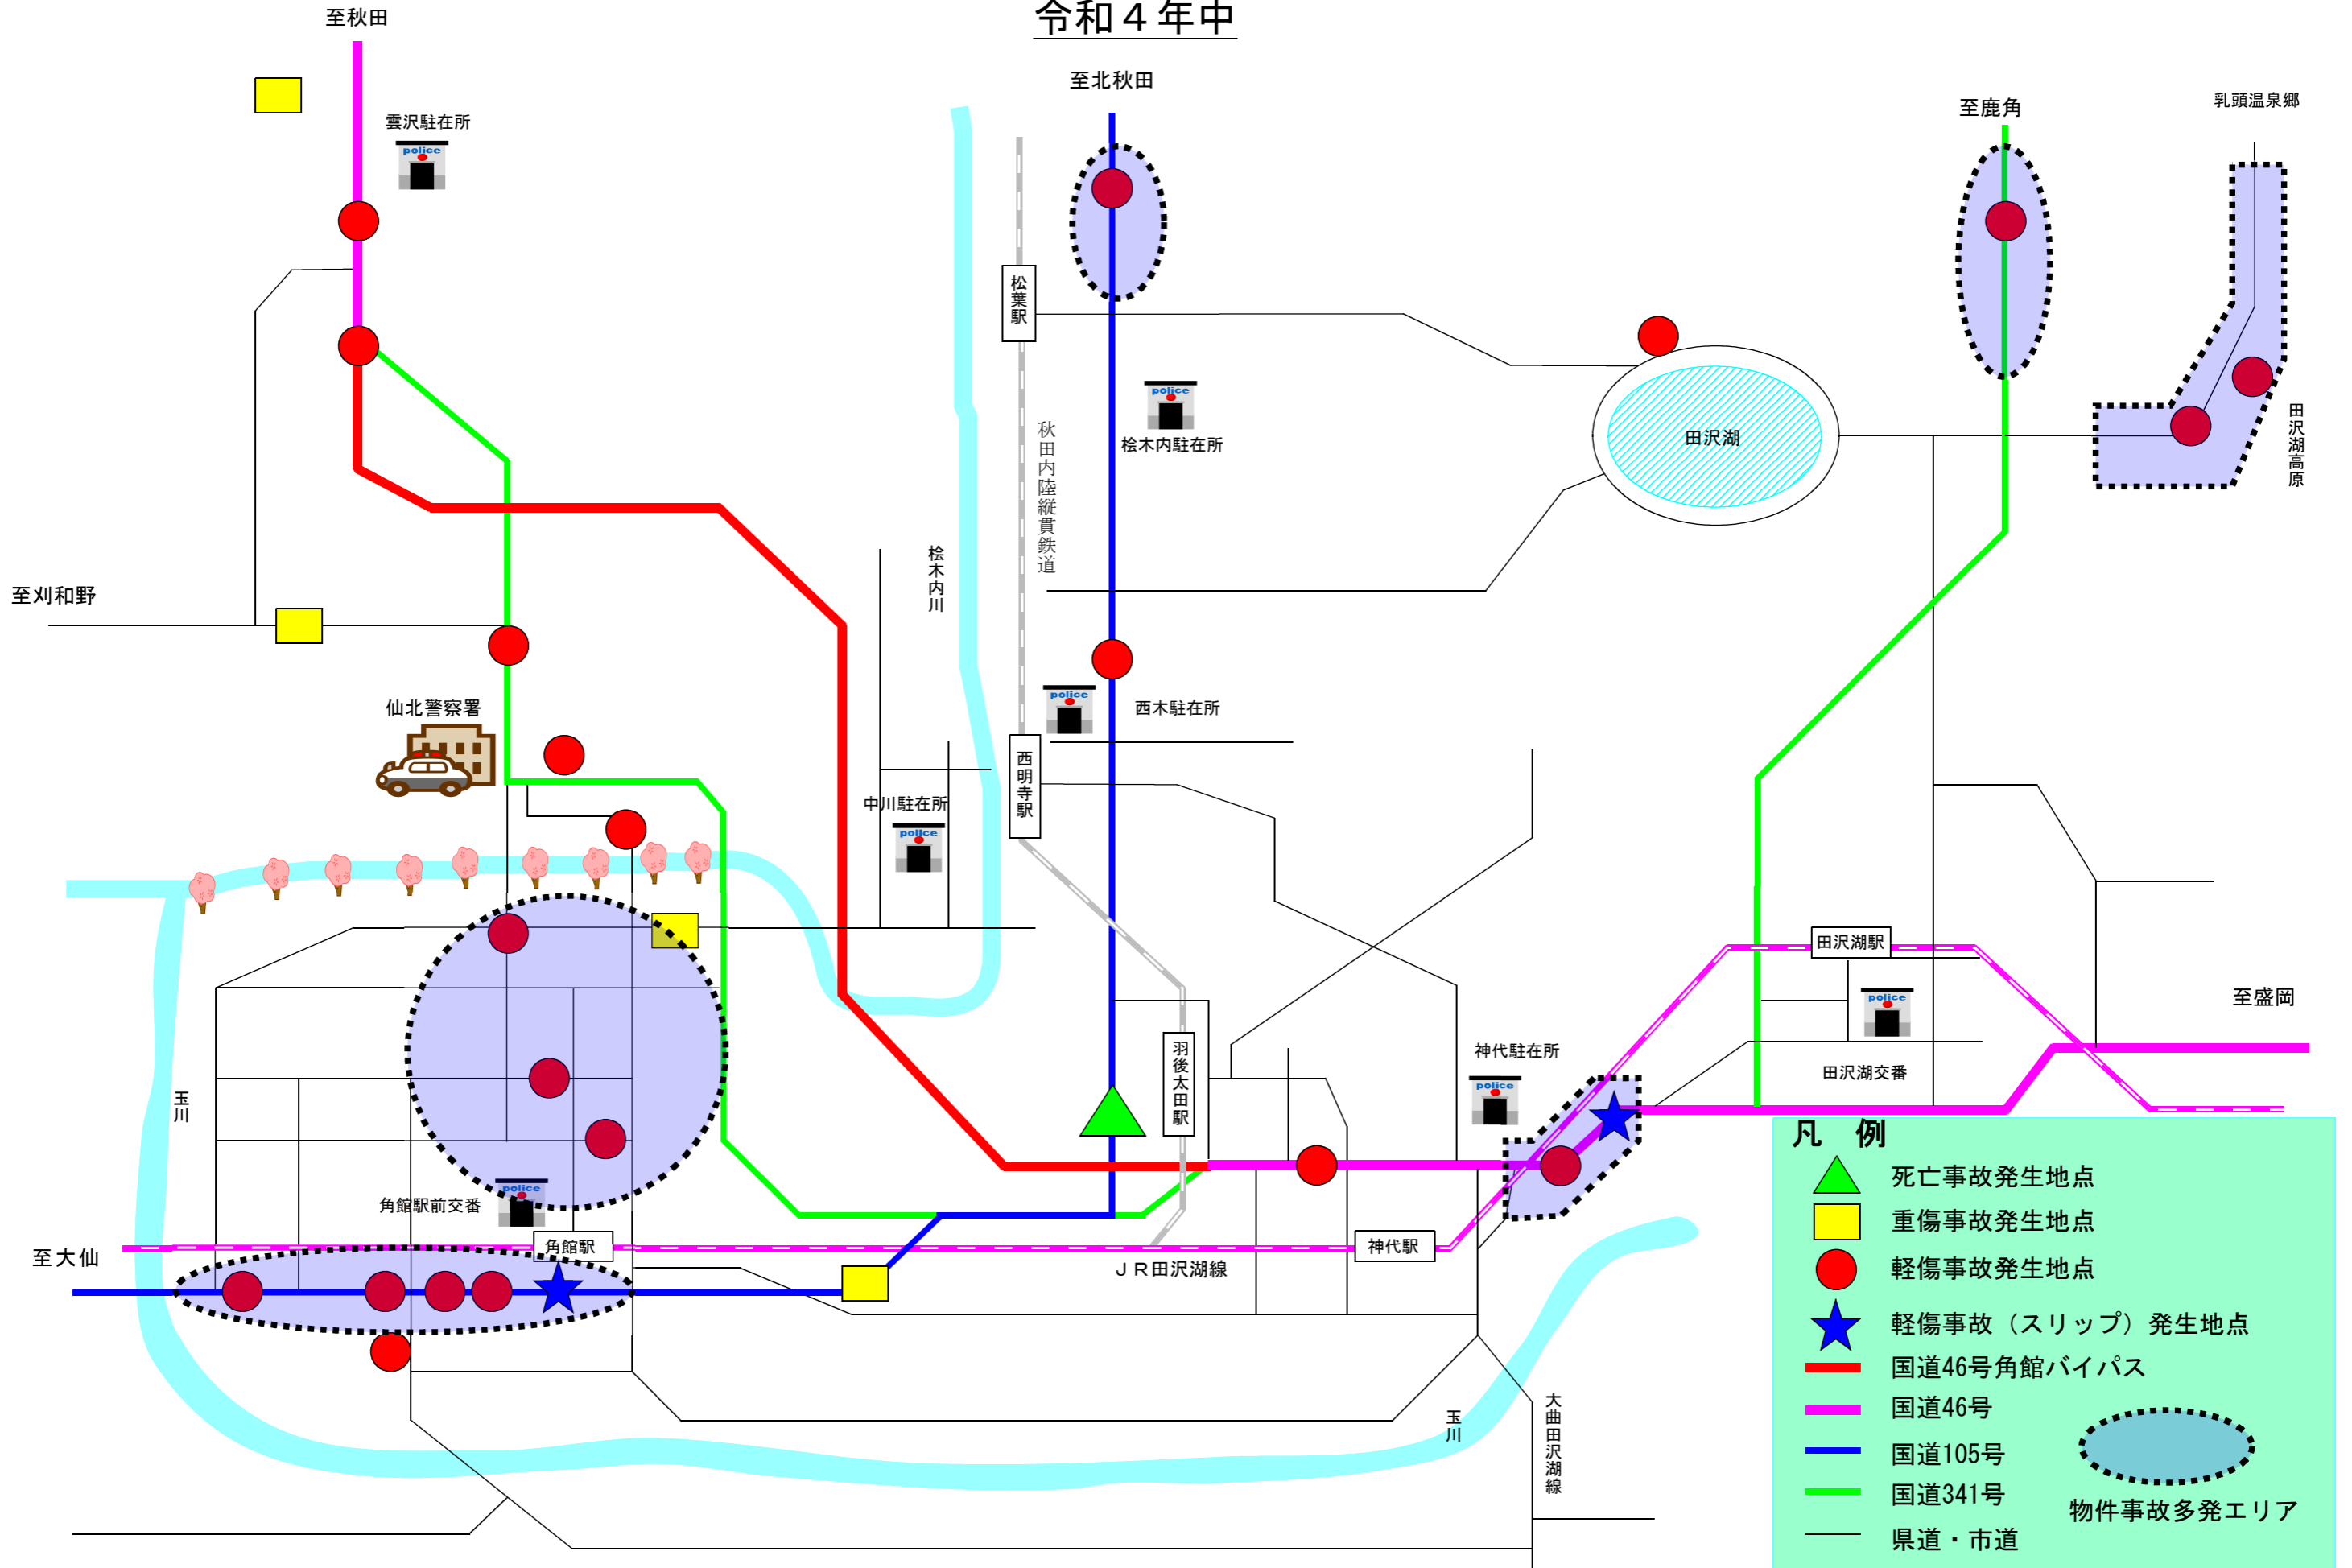 令和４年中
至秋田
至北秋田
至鹿角
乳頭温泉郷
雲沢駐在所
police
松葉駅
police
桧木内駐在所
秋田内陸縦貫鉄道
田沢湖
田沢湖高原
桧木内川
至刈和野
仙北警察署
police
西木駐在所
西明寺駅
中川駐在所
police
田沢湖駅
police
田沢湖交番
至盛岡
羽後太田駅
神代駐在所
police
玉川
角館駅前交番
police
角館駅
至大仙
神代駅
ＪＲ田沢湖線
玉川
大曲田沢湖線
凡　例
死亡事故発生地点
重傷事故発生地点
軽傷事故発生地点
軽傷事故（スリップ）発生地点
国道46号角館バイパス
国道46号
国道105号
国道341号
物件事故多発エリア
県道・市道